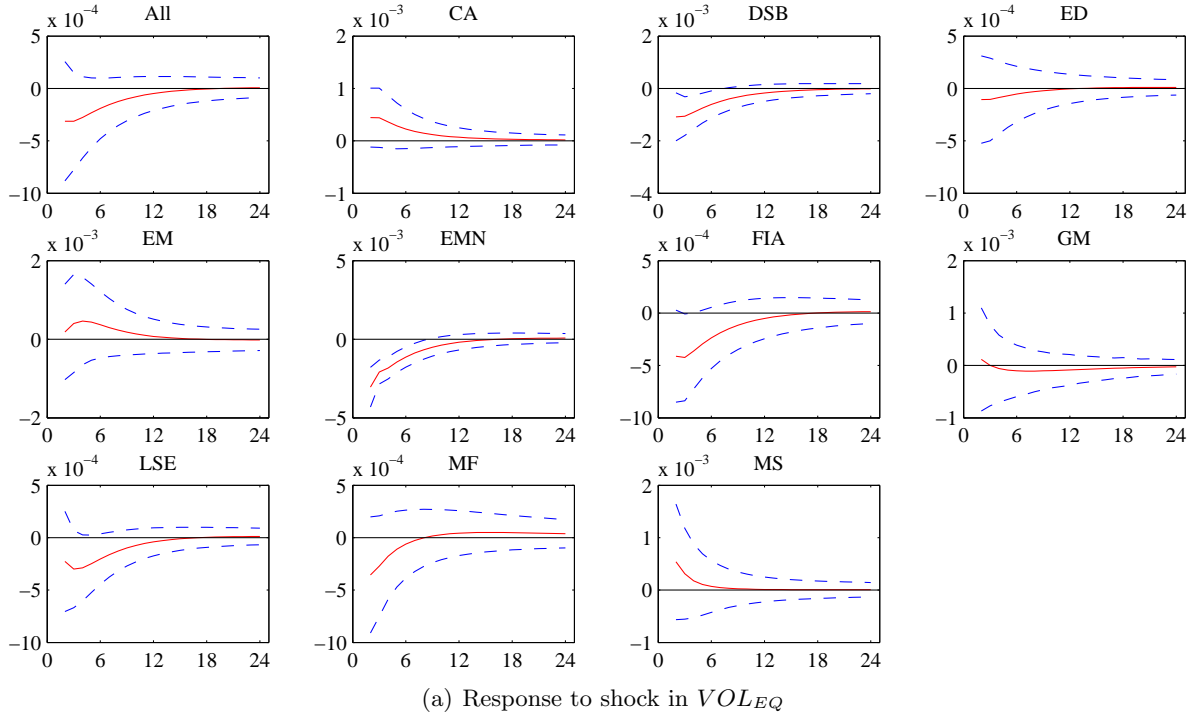 All CA DSB ED
x 10⁻⁴ x 10⁻³ x 10⁻³ x 10⁻⁴
5 2 2 5
0 1 0 0
−5 0 −2 −5
−10 −1 −4 −10
0 6 12 18 24 0 6 12 18 24 0 6 12 18 24 0 6 12 18 24
EM EMN FIA GM
x 10⁻³ x 10⁻³ x 10⁻⁴ x 10⁻³
2 5 5 2
0 0 0 1
−5 0
−2 −5 −10 −1
0 6 12 18 24 0 6 12 18 24 0 6 12 18 24 0 6 12 18 24
LSE MF MS
x 10⁻⁴ x 10⁻⁴ x 10⁻³
5 5 2
0 0 1
−5 −5 0
−10 −10 −1
0 6 12 18 24 0 6 12 18 24 0 6 12 18 24
(a) Response to shock in VOL_EQ